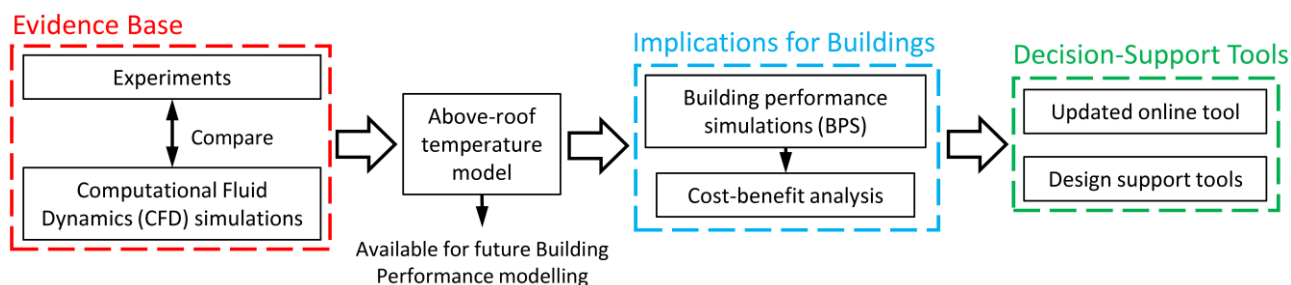 Evidence Base
Experiments
Compare
Computational Fluid
Dynamics (CFD) simulations
Above-roof
temperature
model
Available for future Building
Performance modelling
Implications for Buildings
Building performance
simulations (BPS)
Cost-benefit analysis
Decision-Support Tools
Updated online tool
Design support tools